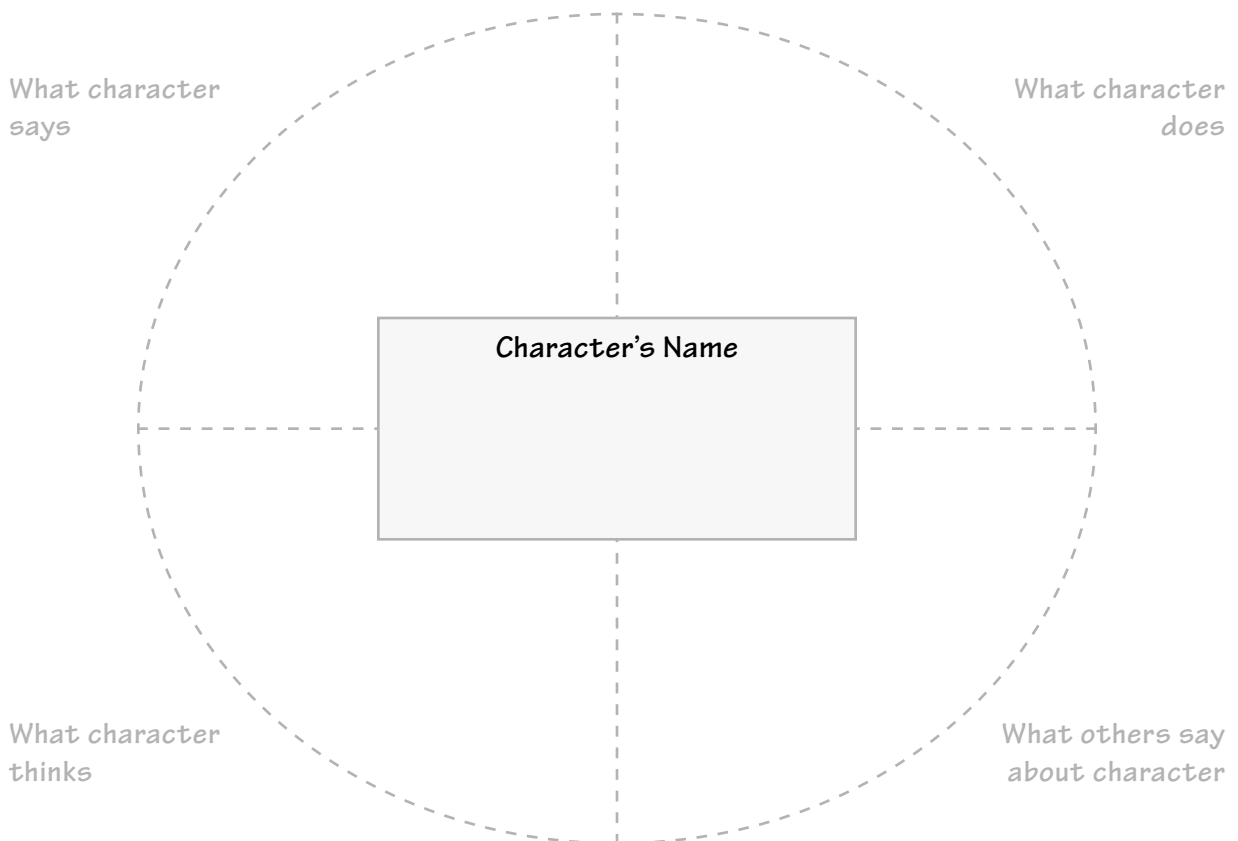 What character
says
What character
does
Character’s Name
What character
thinks
What others say
about character